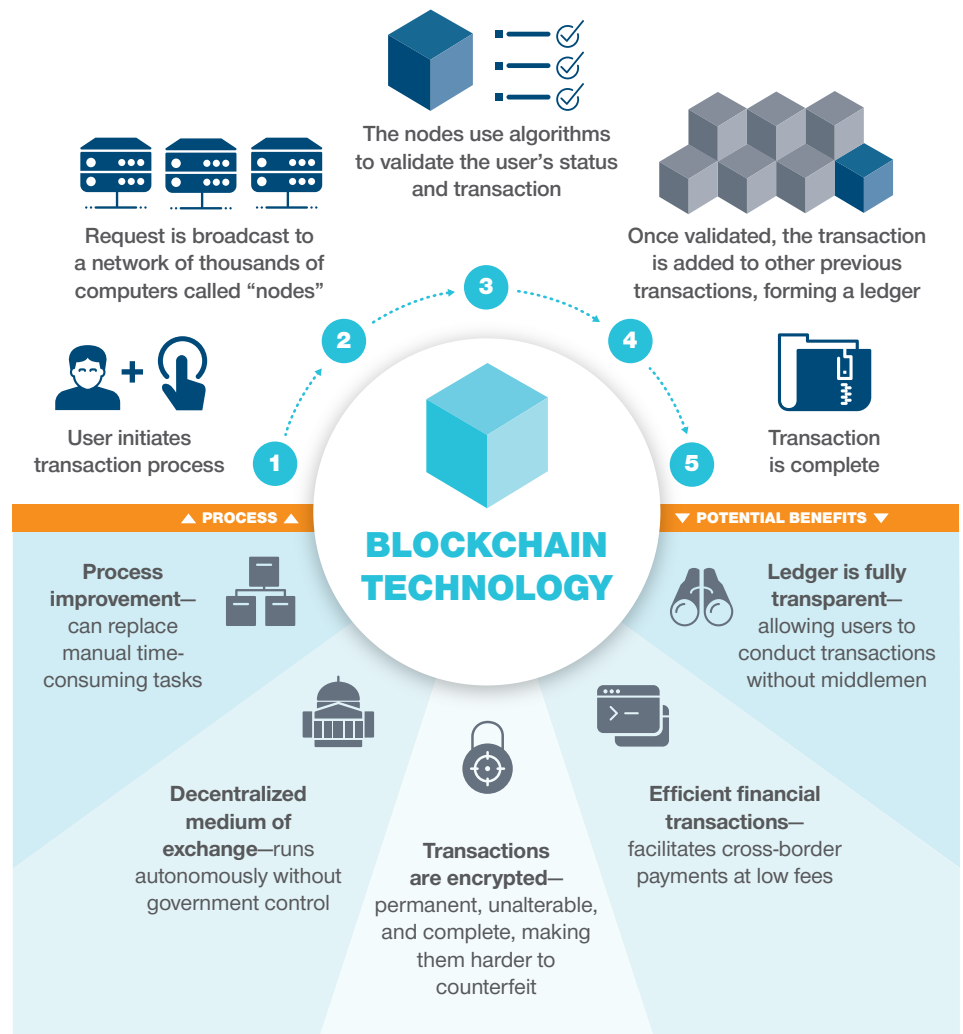 The nodes use algorithms
to validate the user’s status
and transaction
Request is broadcast to
a network of thousands of
computers called “nodes”
Once validated, the transaction
is added to other previous
transactions, forming a ledger
User initiates
transaction process
1
2
3
4
5
Transaction
is complete
▲ PROCESS ▲
▼ POTENTIAL BENEFITS ▼
BLOCKCHAIN
TECHNOLOGY
Process
improvement—
can replace
manual time-
consuming tasks
Decentralized
medium of
exchange—runs
autonomously without
government control
Transactions
are encrypted—
permanent, unalterable,
and complete, making
them harder to
counterfeit
Efficient financial
transactions—
facilitates cross-border
payments at low fees
Ledger is fully
transparent—
allowing users to
conduct transactions
without middlemen